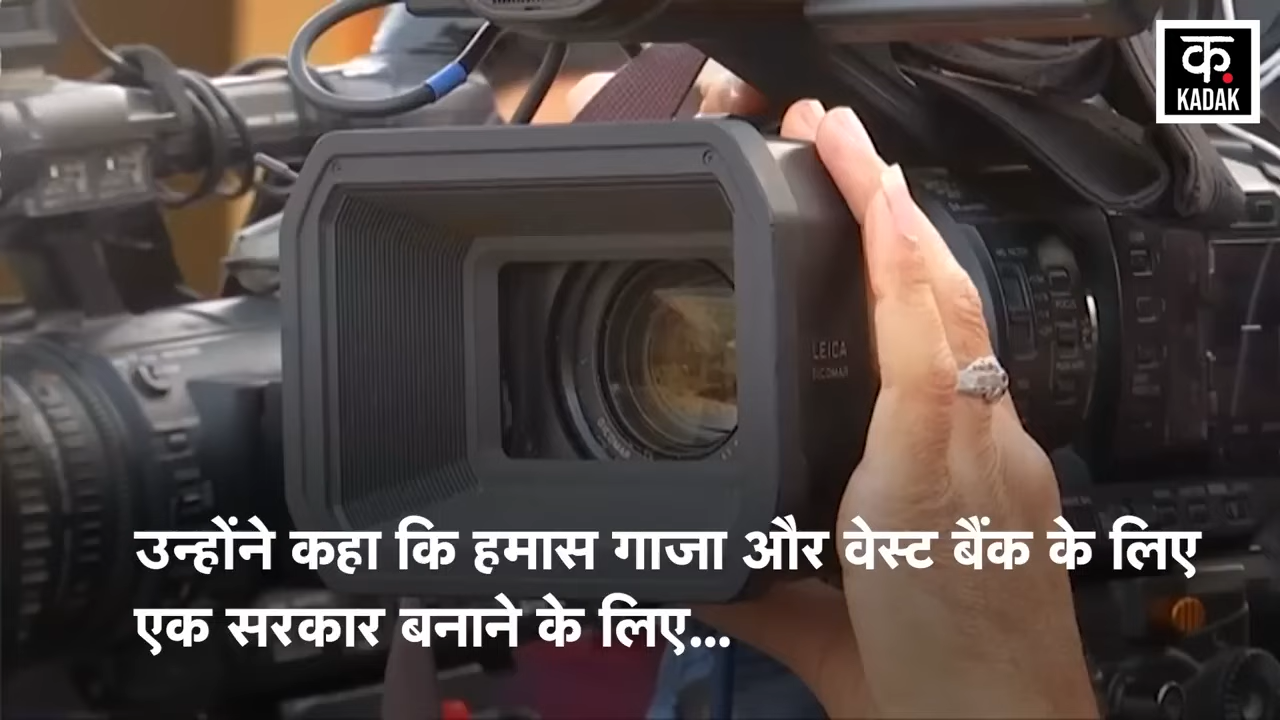 क.
KADAK
LEICA
DICOMAR
उन्होंने कहा कि हमास गाजा और वेस्ट बैंक के लिए
एक सरकार बनाने के लिए...